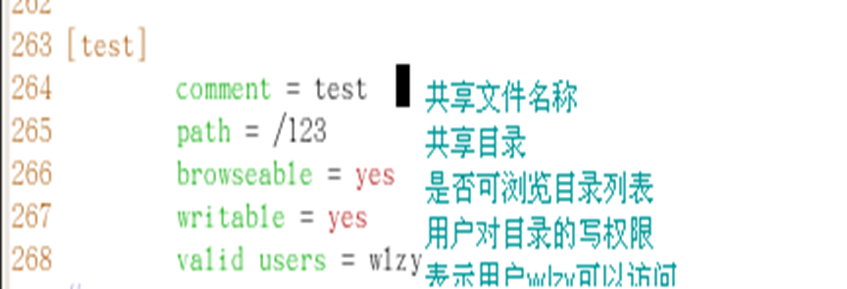 262
263 [test]
264 comment = test 共享文件名称
265 path = /123 共享目录
266 browseable = yes 是否可浏览目录列表
267 writable = yes 用户对目录的写权限
268 valid users = wlzy 表示用户wlzy可以访问